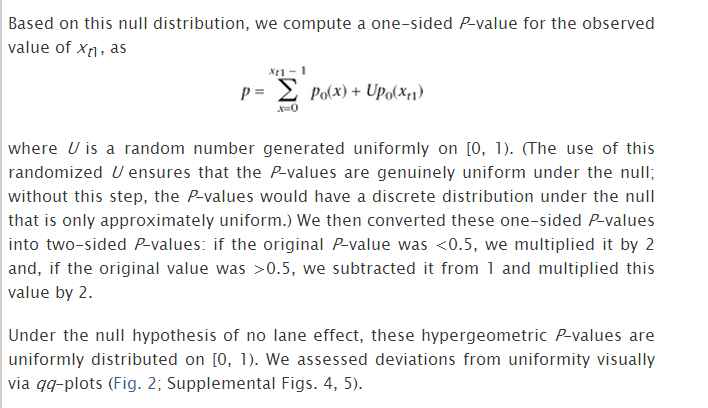 Based on this null distribution, we compute a one-sided P-value for the observed
value of x_{t1}, as
p = \sum_{x=0}^{x_{t1}-1} p_0(x) + Up_0(x_{t1})
where U is a random number generated uniformly on [0, 1). (The use of this
randomized U ensures that the P-values are genuinely uniform under the null;
without this step, the P-values would have a discrete distribution under the null
that is only approximately uniform.) We then converted these one-sided P-values
into two-sided P-values: if the original P-value was <0.5, we multiplied it by 2
and, if the original value was >0.5, we subtracted it from 1 and multiplied this
value by 2.
Under the null hypothesis of no lane effect, these hypergeometric P-values are
uniformly distributed on [0, 1). We assessed deviations from uniformity visually
via qq-plots (Fig. 2; Supplemental Figs. 4, 5).